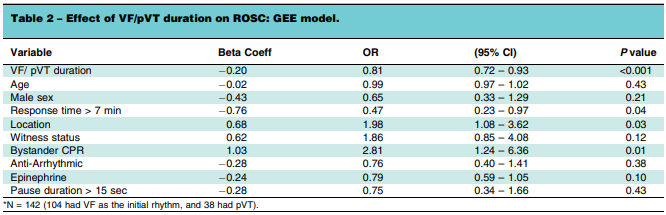 Table 2 – Effect of VF/pVT duration on ROSC: GEE model.
Variable Beta Coeff OR (95% CI) P value
VF/ pVT duration −0.20 0.81 0.72 – 0.93 <0.001
Age −0.02 0.99 0.97 – 1.02 0.43
Male sex −0.43 0.65 0.33 – 1.29 0.21
Response time > 7 min −0.76 0.47 0.23 – 0.97 0.04
Location 0.68 1.98 1.08 – 3.62 0.03
Witness status 0.62 1.86 0.85 – 4.08 0.12
Bystander CPR 1.03 2.81 1.24 – 6.36 0.01
Anti-Arrhythmic −0.28 0.76 0.40 – 1.41 0.38
Epinephrine −0.24 0.79 0.59 – 1.05 0.10
Pause duration > 15 sec −0.28 0.75 0.34 – 1.66 0.43
*N = 142 (104 had VF as the initial rhythm, and 38 had pVT).